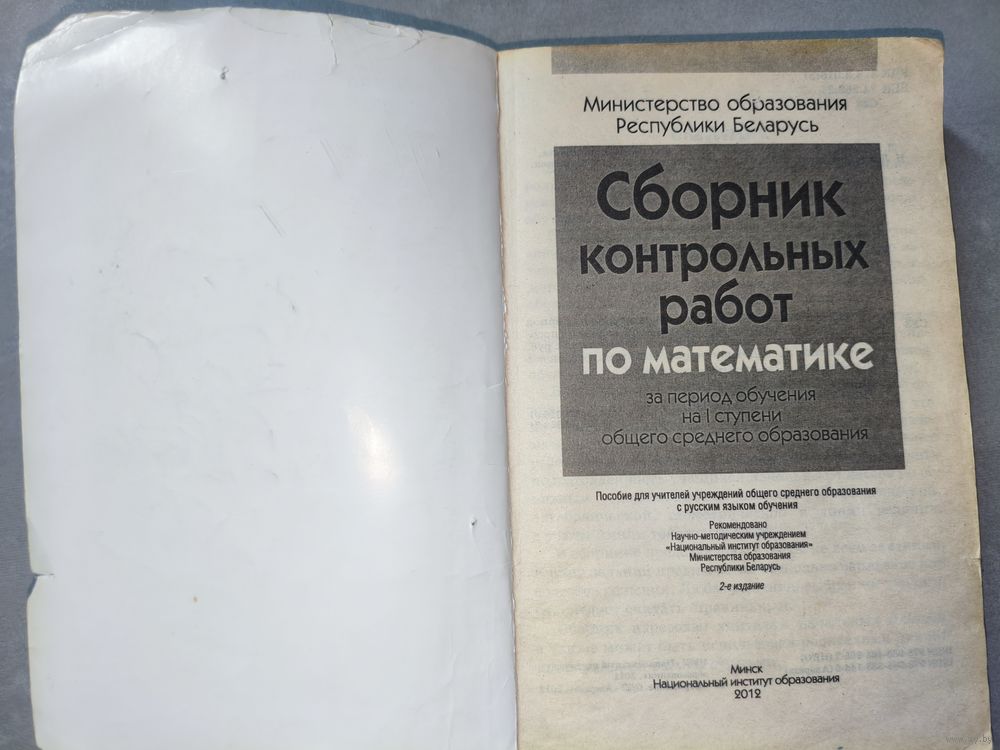 Министерство образования
Республики Беларусь
Сборник
контрольных
работ
по математике
за период обучения
на I ступени
общего среднего образования
Пособие для учителей учреждений общего среднего образования
с русским языком обучения
Рекомендовано
Научно-методическим учреждением
«Национальный институт образования»
Министерства образования
Республики Беларусь
2-е издание
Минск
Национальный институт образования
2012